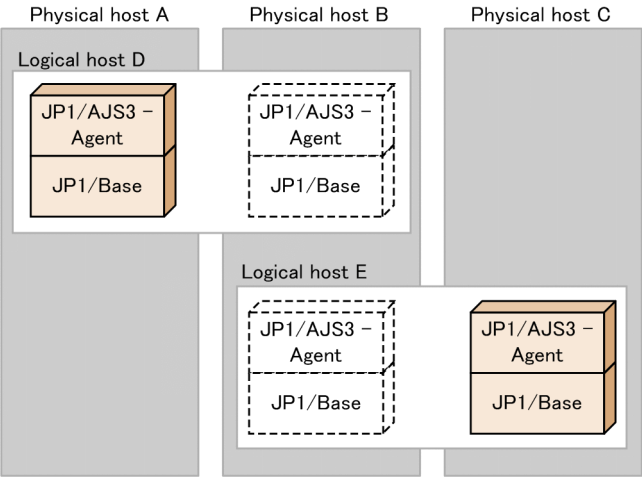 Physical host A
Physical host B
Physical host C
Logical host D
JP1/AJS3 -
Agent
JP1/Base
JP1/AJS3 -
Agent
JP1/Base
Logical host E
JP1/AJS3 -
Agent
JP1/Base
JP1/AJS3 -
Agent
JP1/Base